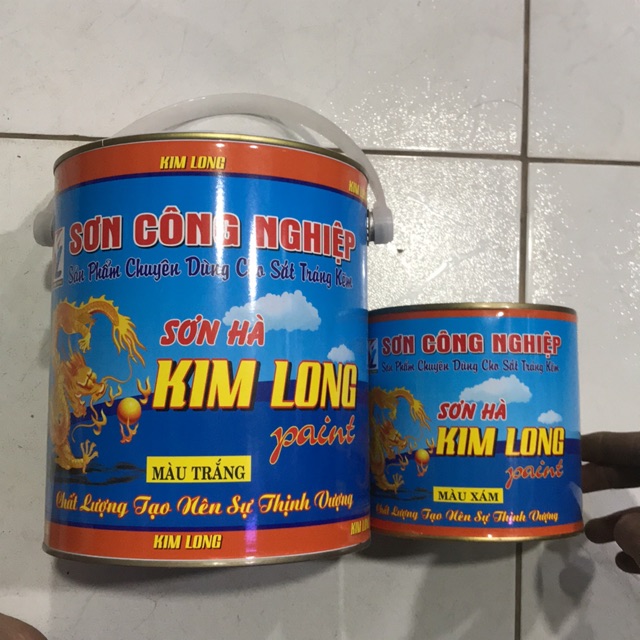 KIM LONG
SƠN CÔNG NGHIỆP
Sản Phẩm Chuyên Dùng Cho Sắt Tráng Kẽm
SƠN HÀ
KIM LONG
paint
MÀU TRẮNG
Chất Lượng Tạo Nên Sự Thịnh Vượng
KIM LONG
KIM
SƠN CÔNG NGHIỆP
Sản Phẩm Chuyên Dùng Cho Sắt Tráng Kẽm
SƠN HÀ
KIM LONG
paint
MÀU XÁM
Chất Lượng Tạo Nên Sự Thịnh Vượng